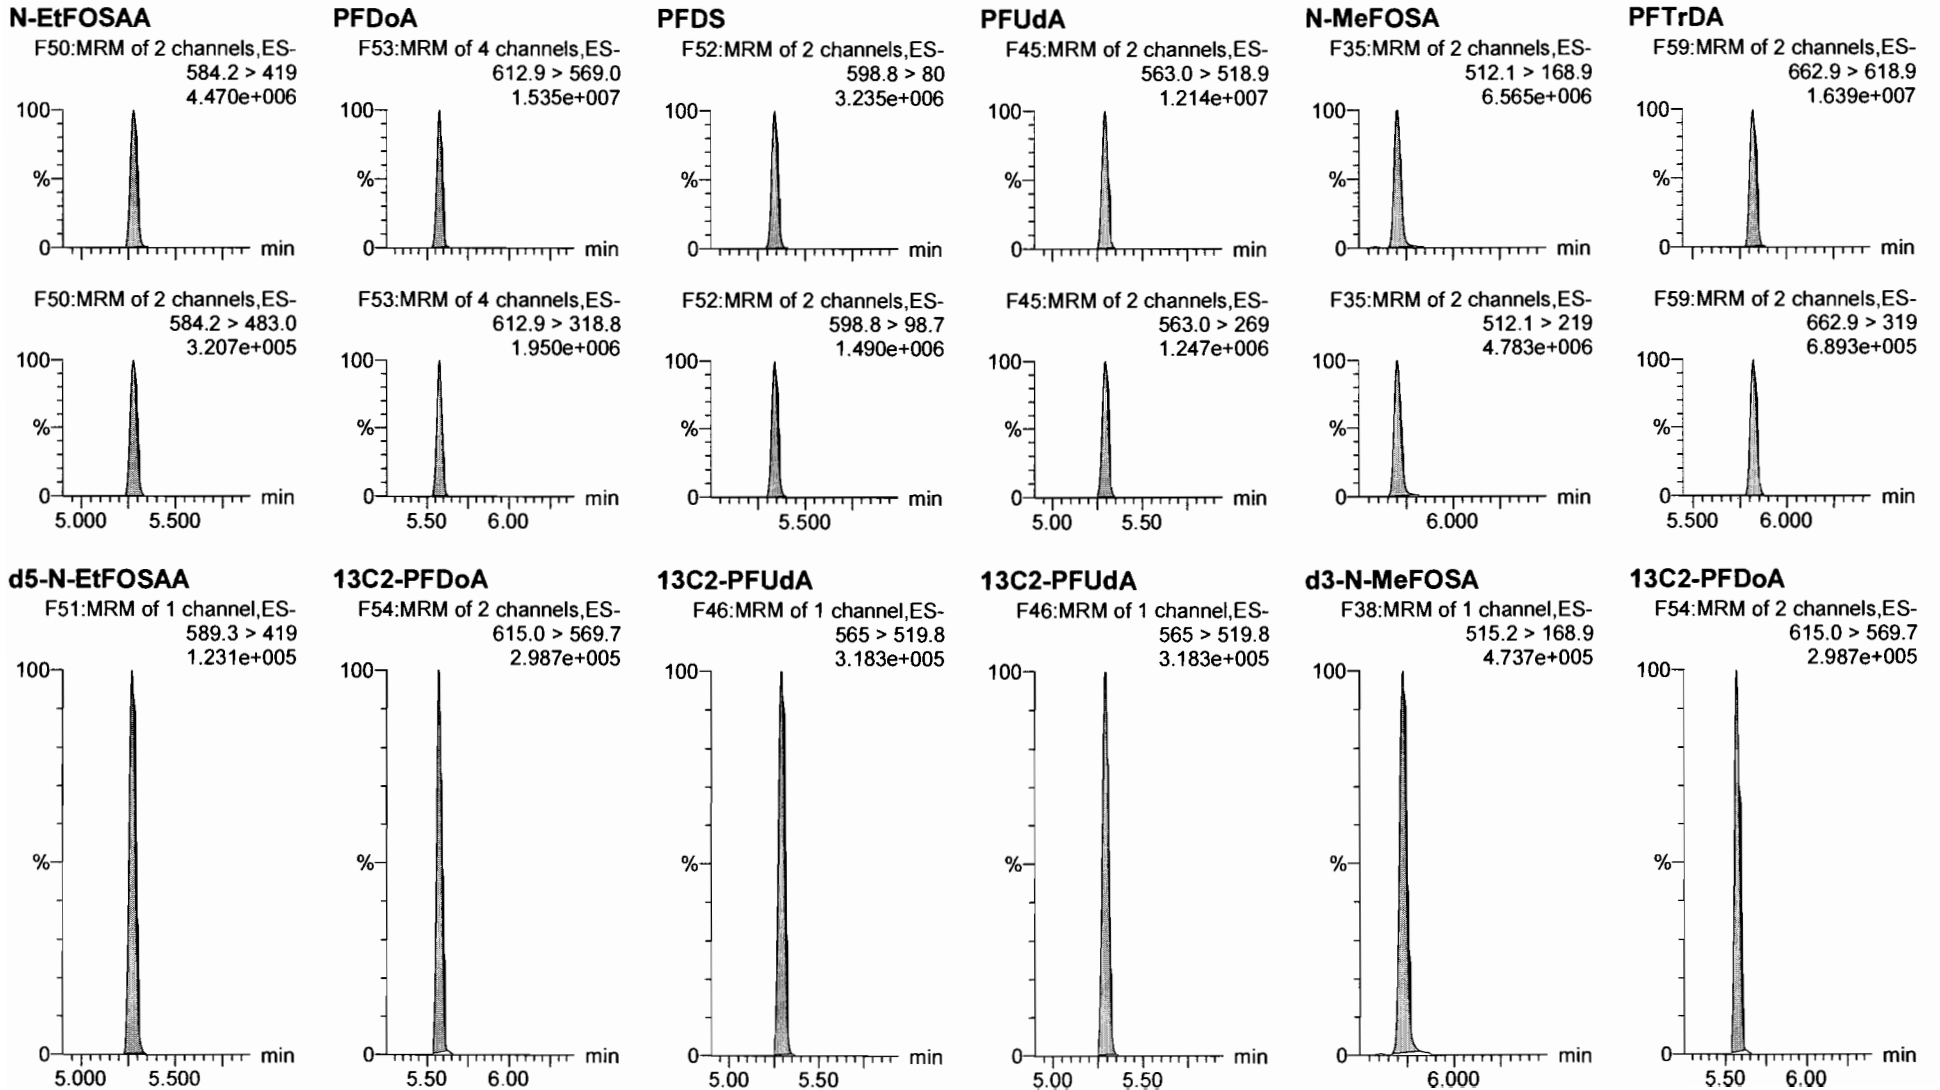 N-EtFOSAA
F50:MRM of 2 channels,ES-
584.2 > 419
4.470e+006
100
%
0
min
F50:MRM of 2 channels,ES-
584.2 > 483.0
3.207e+005
100
%
0
min
5.000 5.500
d5-N-EtFOSAA
F51:MRM of 1 channel,ES-
589.3 > 419
1.231e+005
100
%
0
min
5.000 5.500
PFDoA
F53:MRM of 4 channels,ES-
612.9 > 569.0
1.535e+007
100
%
0
min
F53:MRM of 4 channels,ES-
612.9 > 318.8
1.950e+006
100
%
0
min
5.50 6.00
13C2-PFDoA
F54:MRM of 2 channels,ES-
615.0 > 569.7
2.987e+005
100
%
0
min
5.50 6.00
PFDS
F52:MRM of 2 channels,ES-
598.8 > 80
3.235e+006
100
%
0
min
F52:MRM of 2 channels,ES-
598.8 > 98.7
1.490e+006
100
%
0
min
5.500
13C2-PFUdA
F46:MRM of 1 channel,ES-
565 > 519.8
3.183e+005
100
%
0
min
5.00 5.50
PFUdA
F45:MRM of 2 channels,ES-
563.0 > 518.9
1.214e+007
100
%
0
min
F45:MRM of 2 channels,ES-
563.0 > 269
1.247e+006
100
%
0
min
5.00 5.50
13C2-PFUdA
F46:MRM of 1 channel,ES-
565 > 519.8
3.183e+005
100
%
0
min
5.00 5.50
N-MeFOSA
F35:MRM of 2 channels,ES-
512.1 > 168.9
6.565e+006
100
%
0
min
F35:MRM of 2 channels,ES-
512.1 > 219
4.783e+006
100
%
0
min
6.000
d3-N-MeFOSA
F38:MRM of 1 channel,ES-
515.2 > 168.9
4.737e+005
100
%
0
min
6.000
PFTrDA
F59:MRM of 2 channels,ES-
662.9 > 618.9
1.639e+007
100
%
0
min
F59:MRM of 2 channels,ES-
662.9 > 319
6.893e+005
100
%
0
min
5.500 6.000
13C2-PFDoA
F54:MRM of 2 channels,ES-
615.0 > 569.7
2.987e+005
100
%
0
min
5.50 6.00